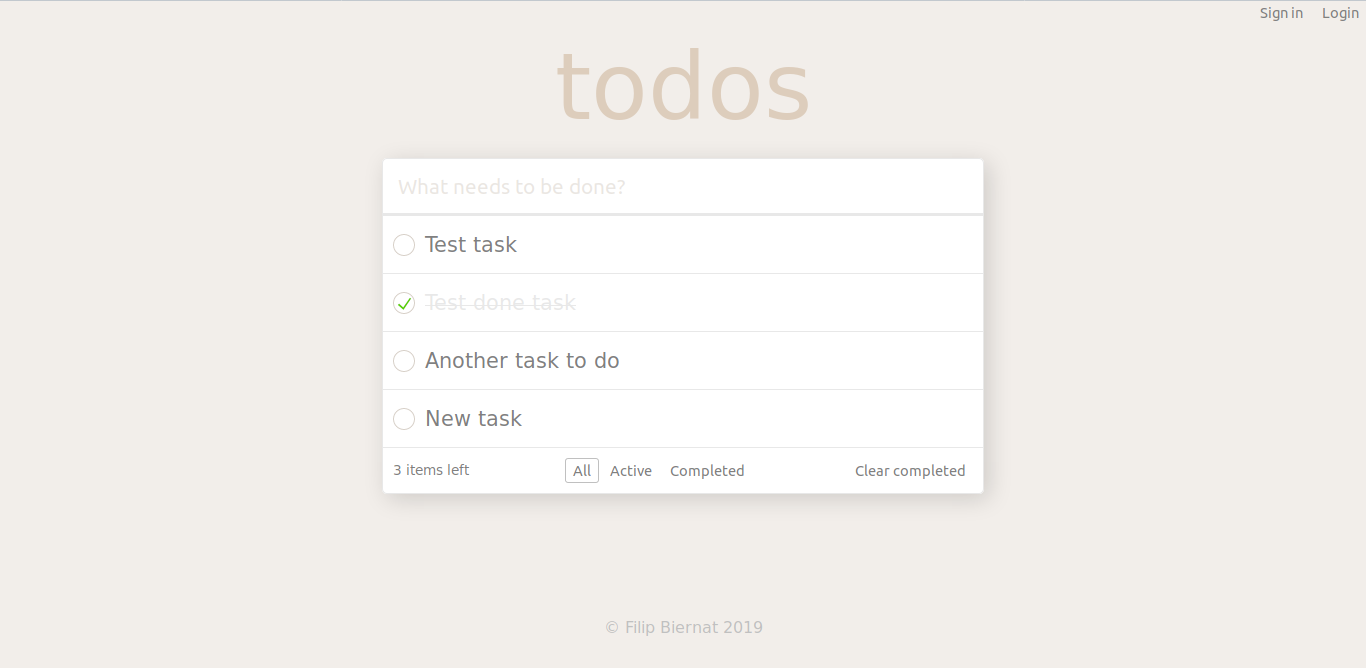 Sign in Login
todos
What needs to be done?
Test task
Test done task
Another task to do
New task
3 items left All Active Completed Clear completed
© Filip Biernat 2019